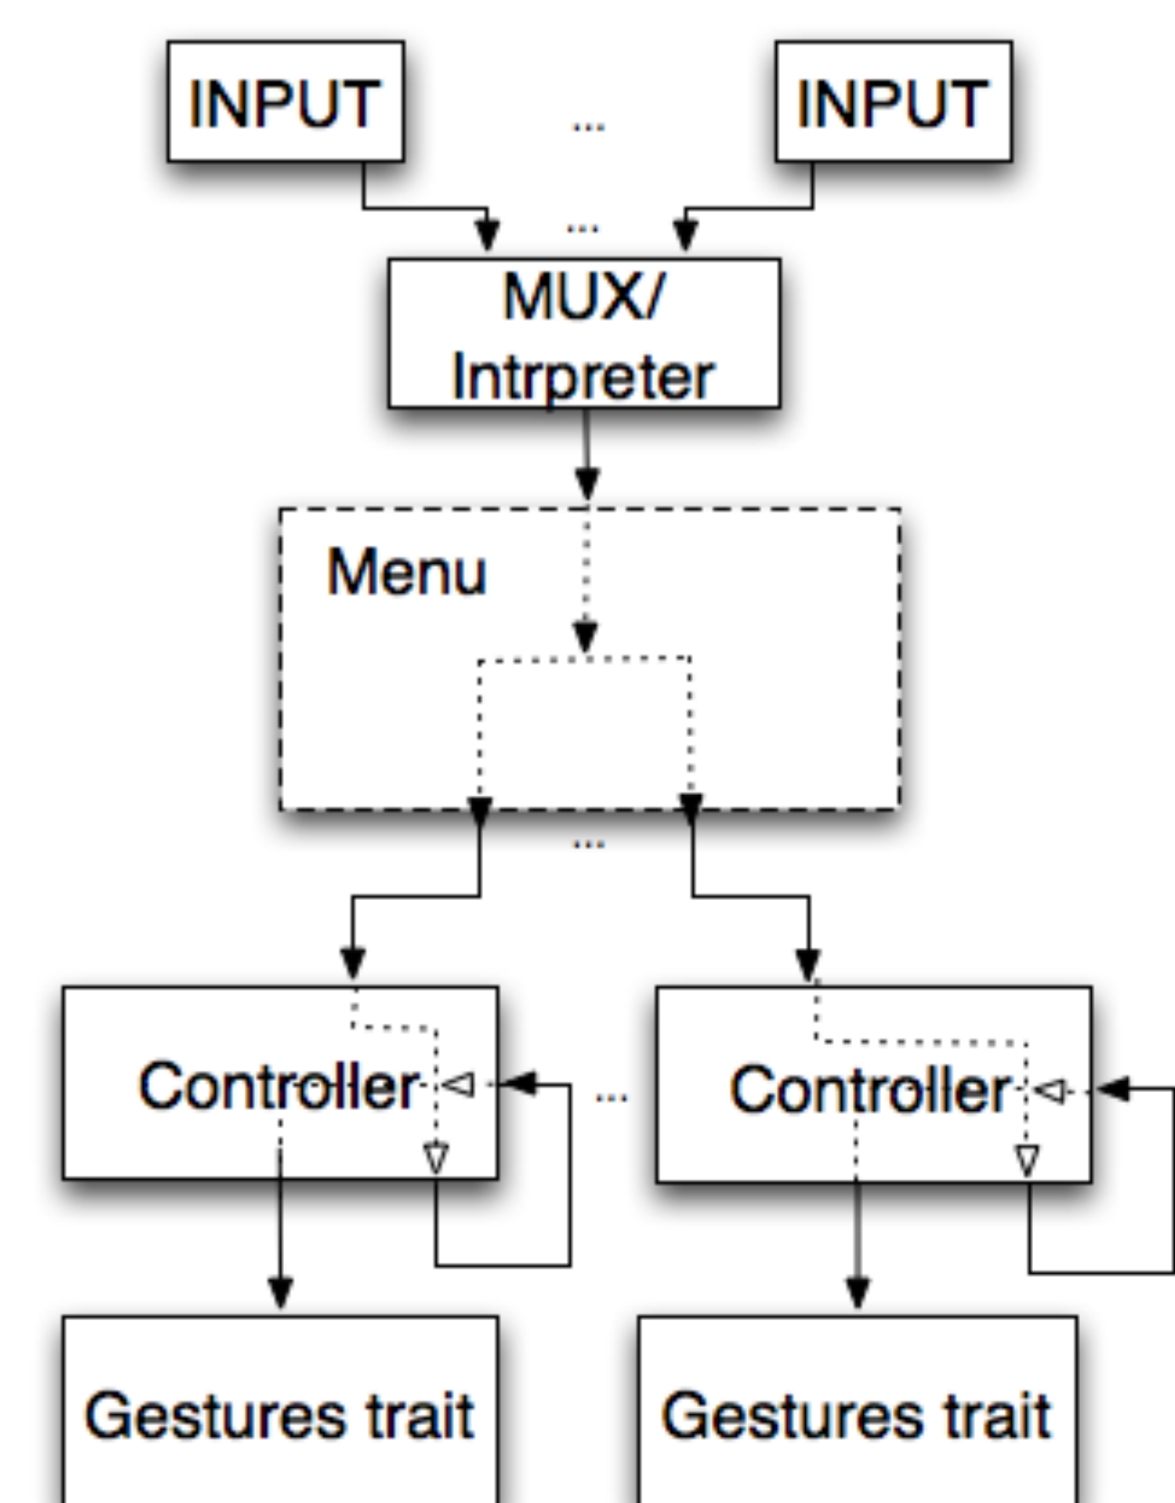 INPUT
...
INPUT
...
MUX/
Intrpreter
Menu
...
Controller
...
Controller
Gestures trait
Gestures trait